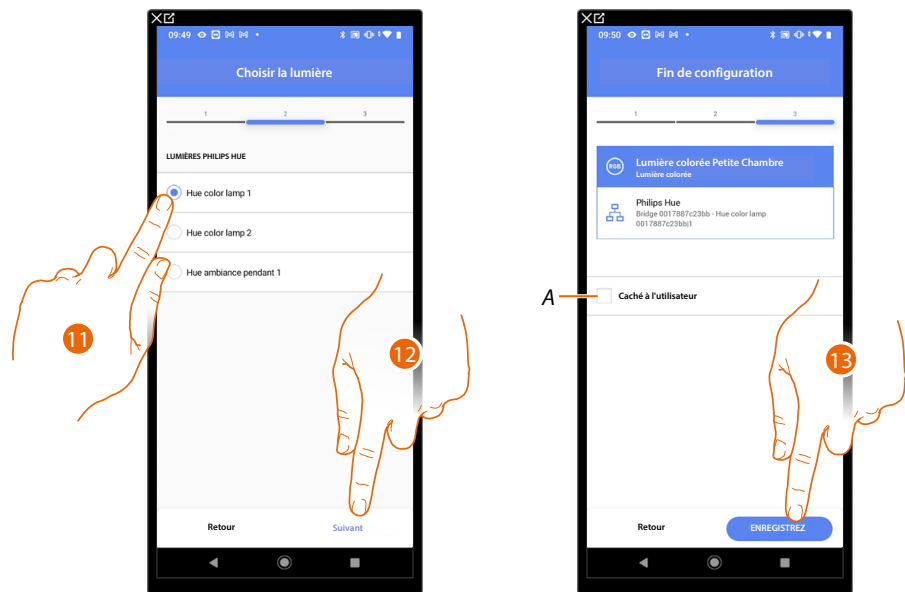 09:49
Choisir la lumière
1 2 3
LUMIÈRES PHILIPS HUE
Hue color lamp 1
Hue color lamp 2
Hue ambiance pendant 1
11
12
Retour
Suivant
09:50
Fin de configuration
1 2 3
RGB
Lumière colorée Petite Chambre
Lumière colorée
Philips Hue
Bridge 0017887c23bb - Hue color lamp
0017887c23bb|1
A
Caché à l'utilisateur
13
Retour
ENREGISTREZ